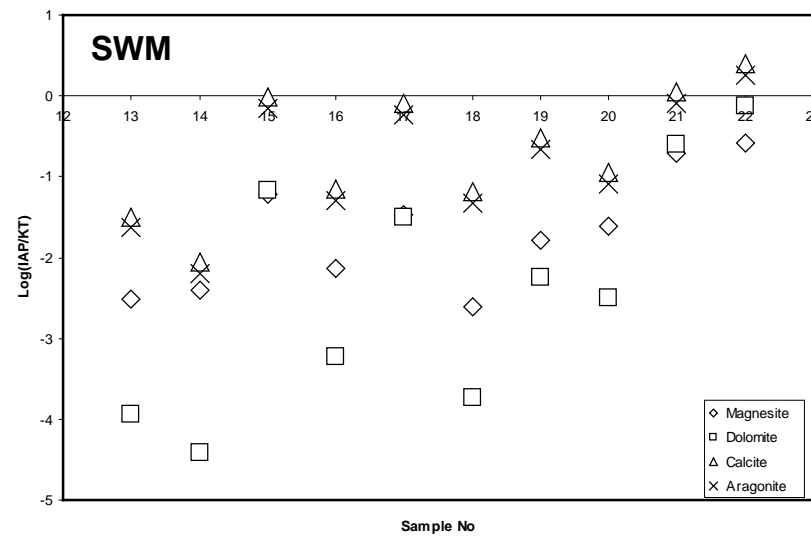 SWM
1
0
-1
-2
-3
-4
-5
12 13 14 15 16 17 18 19 20 21 22 2
Log(IAP/KT)
Sample No
Magnesite
Dolomite
Calcite
Aragonite